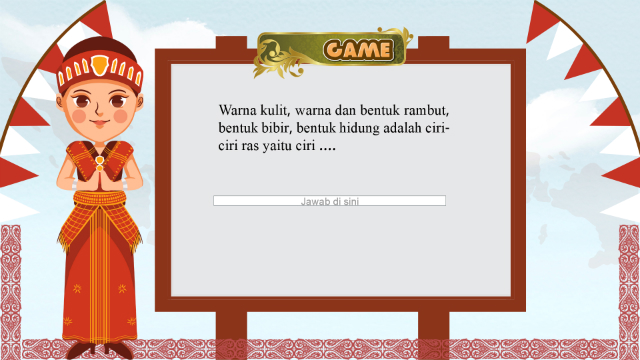 GAME
Warna kulit, warna dan bentuk rambut,
bentuk bibir, bentuk hidung adalah ciri-
ciri ras yaitu ciri ....
Jawab di sini